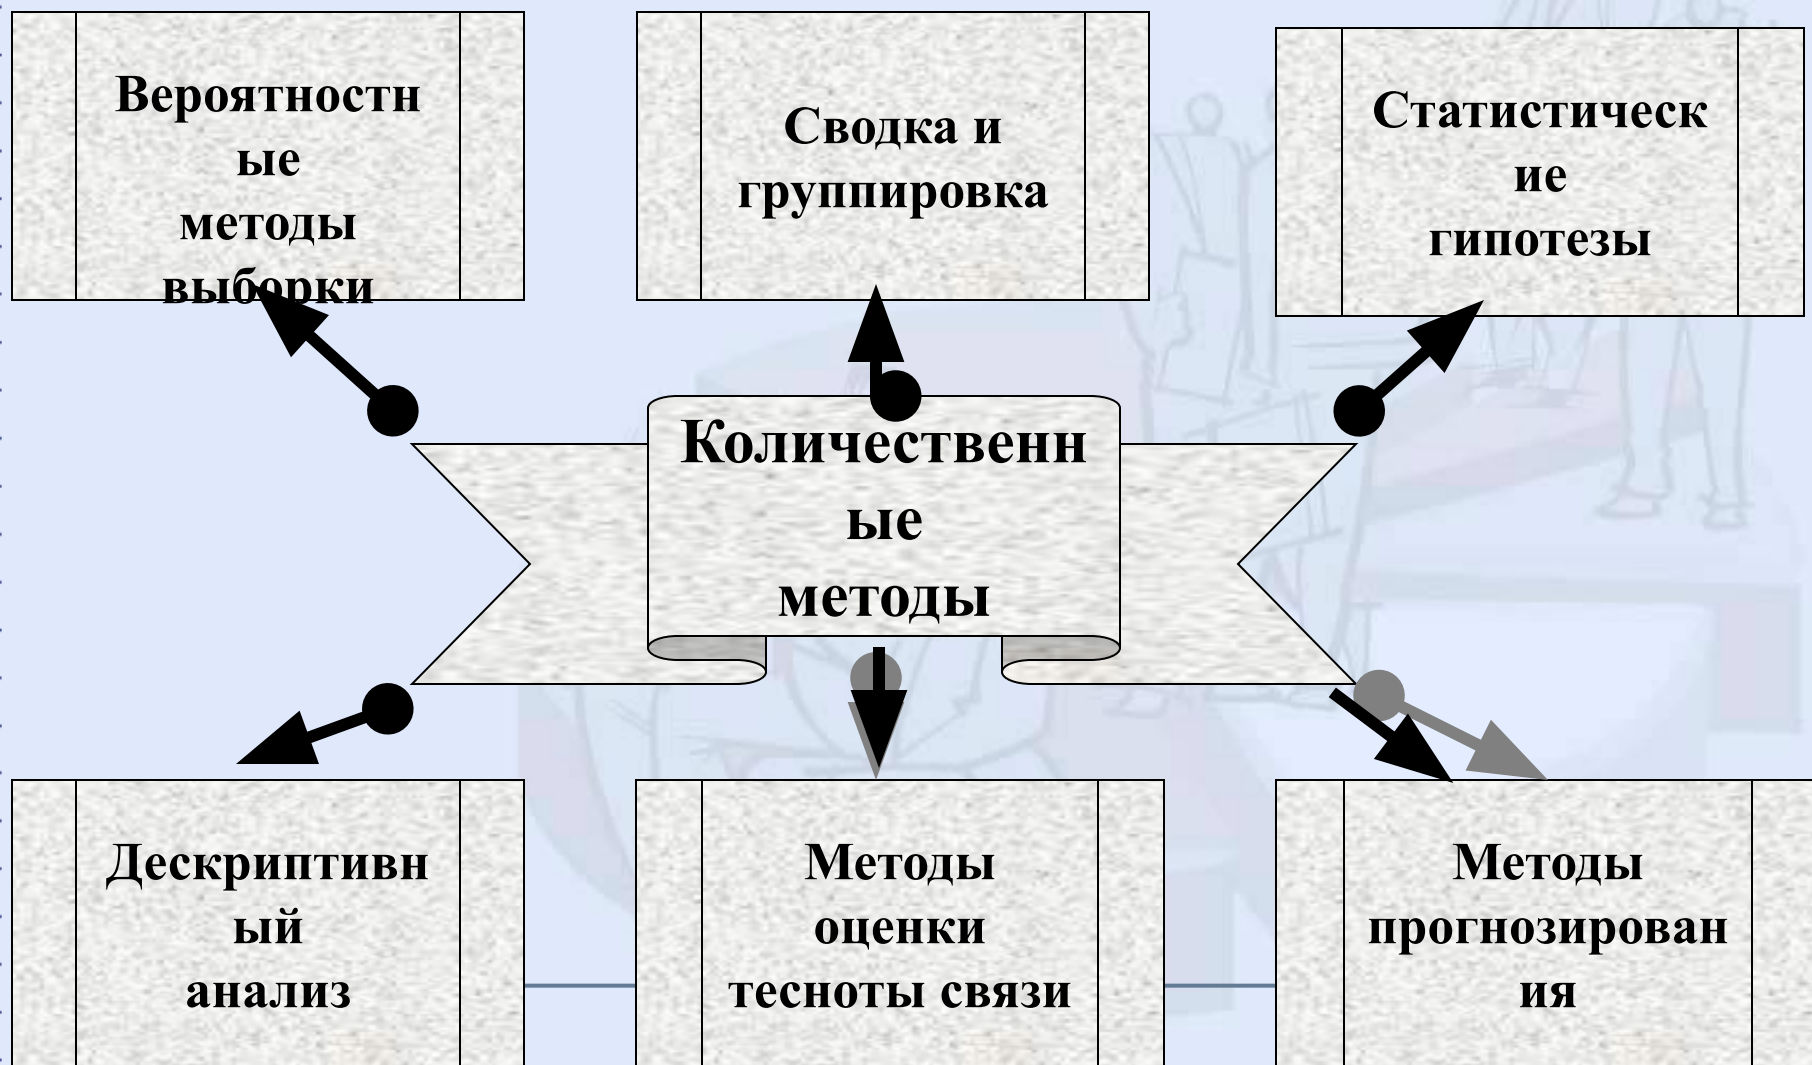 Вероятностн
ые
методы
выборки
Сводка и
группировка
Статистическ
ие
гипотезы
Количественн
ые
методы
Дескриптивн
ый
анализ
Методы
оценки
тесноты связи
Методы
прогнозирован
ия